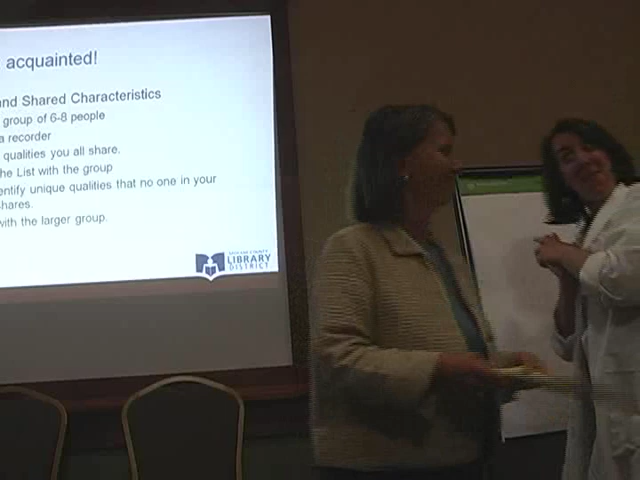 acquainted!
and Shared Characteristics
group of 6-8 people
a recorder
qualities you all share.
he List with the group
entify unique qualities that no one in your
hares.
with the larger group.
LIBRARY
DISTRICT